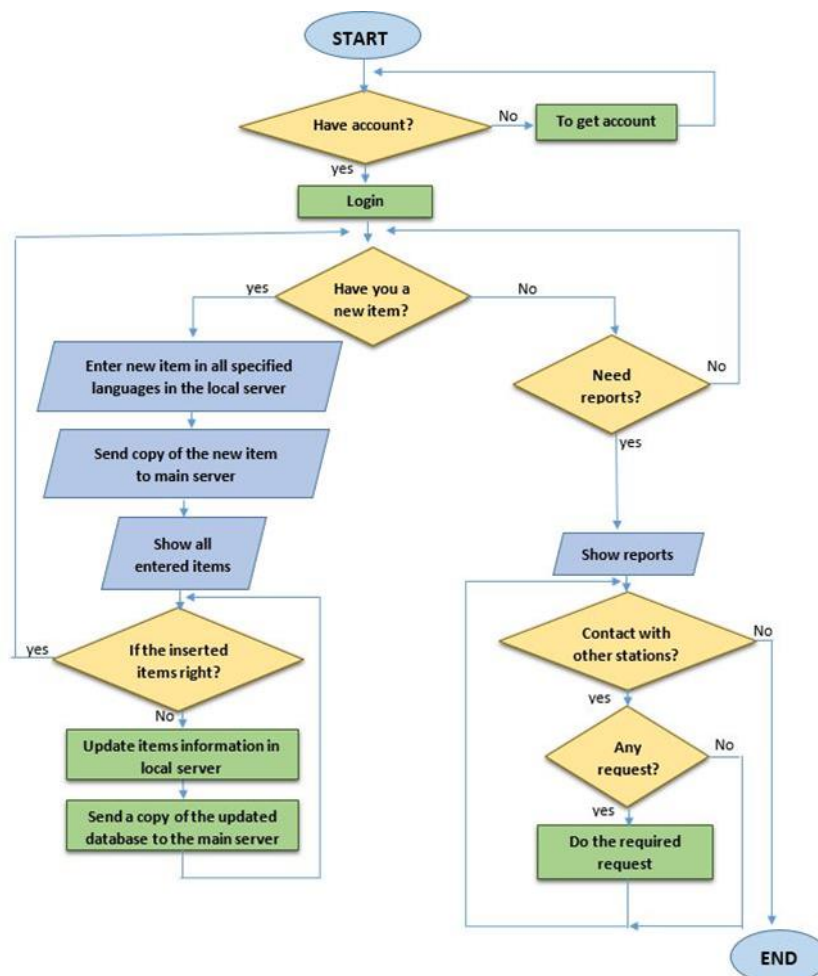 START
Have account?
No
To get account
yes
Login
Have you a
new item?
yes
No
Enter new item in all specified
languages in the local server
Send copy of the new item
to main server
Show all
entered items
If the inserted
items right?
yes
No
Update items information in
local server
Send a copy of the updated
database to the main server
Need
reports?
No
yes
Show reports
Contact with
other stations?
No
yes
Any
request?
No
yes
Do the required
request
END